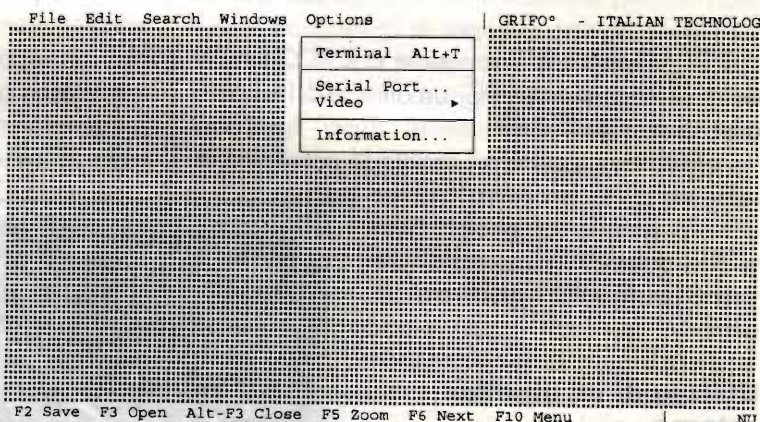 File Edit Search Windows Options | GRIFO° - ITALIAN TECHNOLOG
Terminal Alt+T
Serial Port...
Video ►
Information...
F2 Save F3 Open Alt-F3 Close F5 Zoom F6 Next F10 Menu | NU